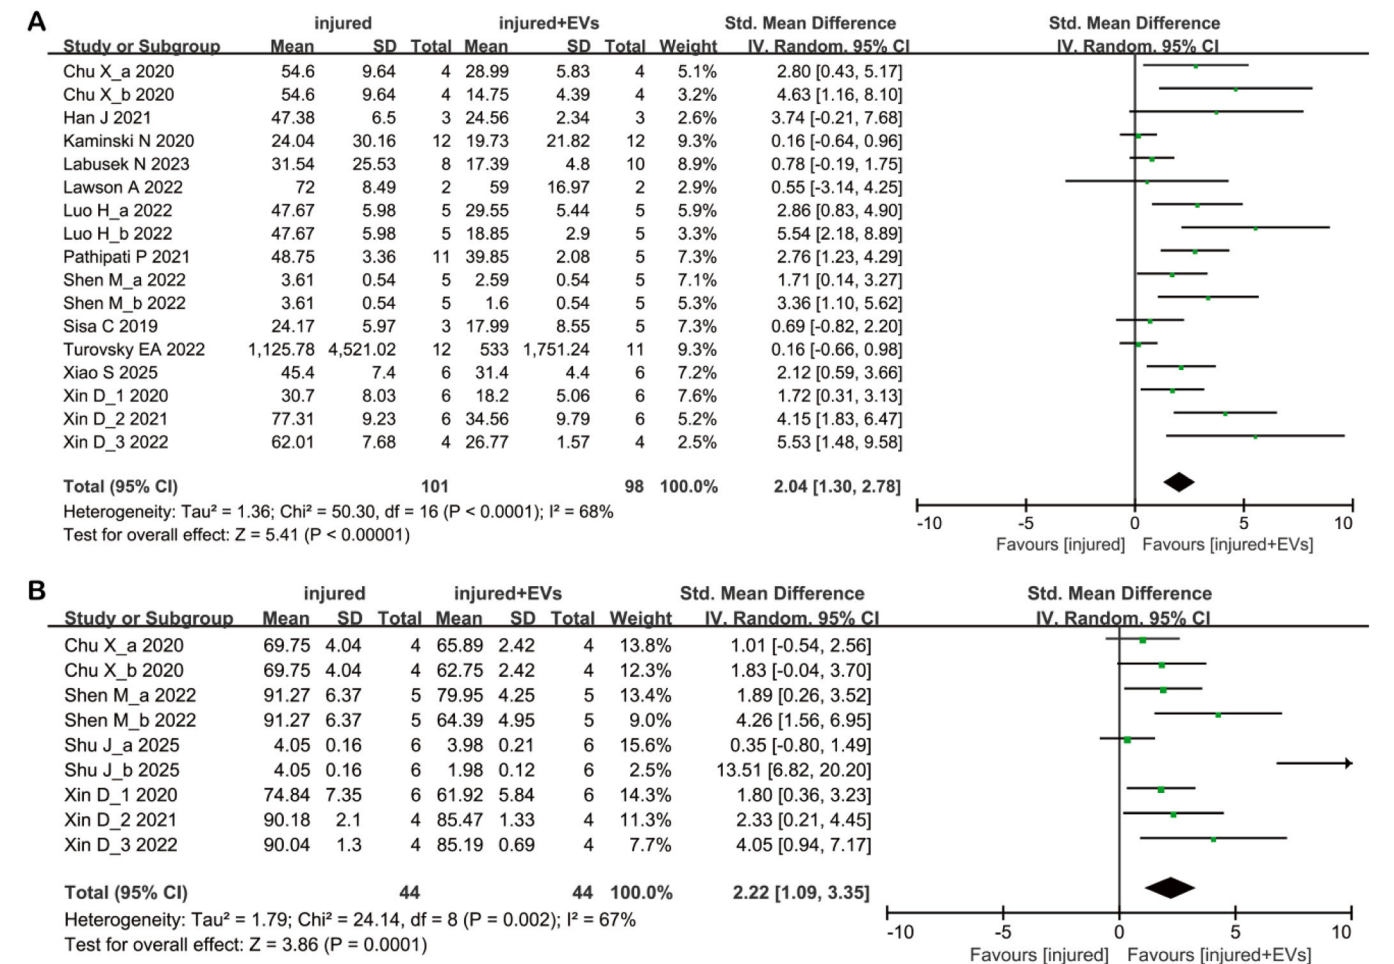 A
injured injured+EVs Std. Mean Difference Std. Mean Difference
Study or Subgroup Mean SD Total Mean SD Total Weight IV. Random. 95% CI IV. Random. 95% CI
Chu X_a 2020 54.6 9.64 4 28.99 5.83 4 5.1% 2.80 [0.43, 5.17]
Chu X_b 2020 54.6 9.64 4 14.75 4.39 4 3.2% 4.63 [1.16, 8.10]
Han J 2021 47.38 6.5 3 24.56 2.34 3 2.6% 3.74 [-0.21, 7.68]
Kaminski N 2020 24.04 30.16 12 19.73 21.82 12 9.3% 0.16 [-0.64, 0.96]
Labusek N 2023 31.54 25.53 8 17.39 4.8 10 8.9% 0.78 [-0.19, 1.75]
Lawson A 2022 72 8.49 2 59 16.97 2 2.9% 0.55 [-3.14, 4.25]
Luo H_a 2022 47.67 5.98 5 29.55 5.44 5 5.9% 2.86 [0.83, 4.90]
Luo H_b 2022 47.67 5.98 5 18.85 2.9 5 3.3% 5.54 [2.18, 8.89]
Pathipati P 2021 48.75 3.36 11 39.85 2.08 5 7.3% 2.76 [1.23, 4.29]
Shen M_a 2022 3.61 0.54 5 2.59 0.54 5 7.1% 1.71 [0.14, 3.27]
Shen M_b 2022 3.61 0.54 5 1.6 0.54 5 5.3% 3.36 [1.10, 5.62]
Sisa C 2019 24.17 5.97 3 17.99 8.55 5 7.3% 0.69 [-0.82, 2.20]
Turovsky EA 2022 1,125.78 4,521.02 12 533 1,751.24 11 9.3% 0.16 [-0.66, 0.98]
Xiao S 2025 45.4 7.4 6 31.4 4.4 6 7.2% 2.12 [0.59, 3.66]
Xin D_1 2020 30.7 8.03 6 18.2 5.06 6 7.6% 1.72 [0.31, 3.13]
Xin D_2 2021 77.31 9.23 6 34.56 9.79 6 5.2% 4.15 [1.83, 6.47]
Xin D_3 2022 62.01 7.68 4 26.77 1.57 4 2.5% 5.53 [1.48, 9.58]
Total (95% CI) 101 98 100.0% 2.04 [1.30, 2.78]
Heterogeneity: Tau² = 1.36; Chi² = 50.30, df = 16 (P < 0.0001); I² = 68%
Test for overall effect: Z = 5.41 (P < 0.00001)
-10 -5 0 5 10
Favours [injured] Favours [injured+EVs]
B
injured injured+EVs Std. Mean Difference Std. Mean Difference
Study or Subgroup Mean SD Total Mean SD Total Weight IV. Random. 95% CI IV. Random. 95% CI
Chu X_a 2020 69.75 4.04 4 65.89 2.42 4 13.8% 1.01 [-0.54, 2.56]
Chu X_b 2020 69.75 4.04 4 62.75 2.42 4 12.3% 1.83 [-0.04, 3.70]
Shen M_a 2022 91.27 6.37 5 79.95 4.25 5 13.4% 1.89 [0.26, 3.52]
Shen M_b 2022 91.27 6.37 5 64.39 4.95 5 9.0% 4.26 [1.56, 6.95]
Shu J_a 2025 4.05 0.16 6 3.98 0.21 6 15.6% 0.35 [-0.80, 1.49]
Shu J_b 2025 4.05 0.16 6 1.98 0.12 6 2.5% 13.51 [6.82, 20.20]
Xin D_1 2020 74.84 7.35 6 61.92 5.84 6 14.3% 1.80 [0.36, 3.23]
Xin D_2 2021 90.18 2.1 4 85.47 1.33 4 11.3% 2.33 [0.21, 4.45]
Xin D_3 2022 90.04 1.3 4 85.19 0.69 4 7.7% 4.05 [0.94, 7.17]
Total (95% CI) 44 44 100.0% 2.22 [1.09, 3.35]
Heterogeneity: Tau² = 1.79; Chi² = 24.14, df = 8 (P = 0.002); I² = 67%
Test for overall effect: Z = 3.86 (P = 0.0001)
-10 -5 0 5 10
Favours [injured] Favours [injured+EVs]